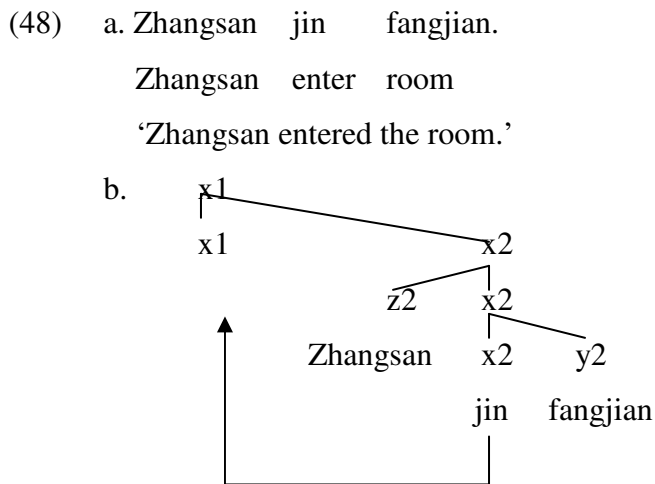 (48) a. Zhangsan jin fangjian.
Zhangsan enter room
‘Zhangsan entered the room.’
b. x1
x1 x2
z2 x2
Zhangsan x2 y2
jin fangjian